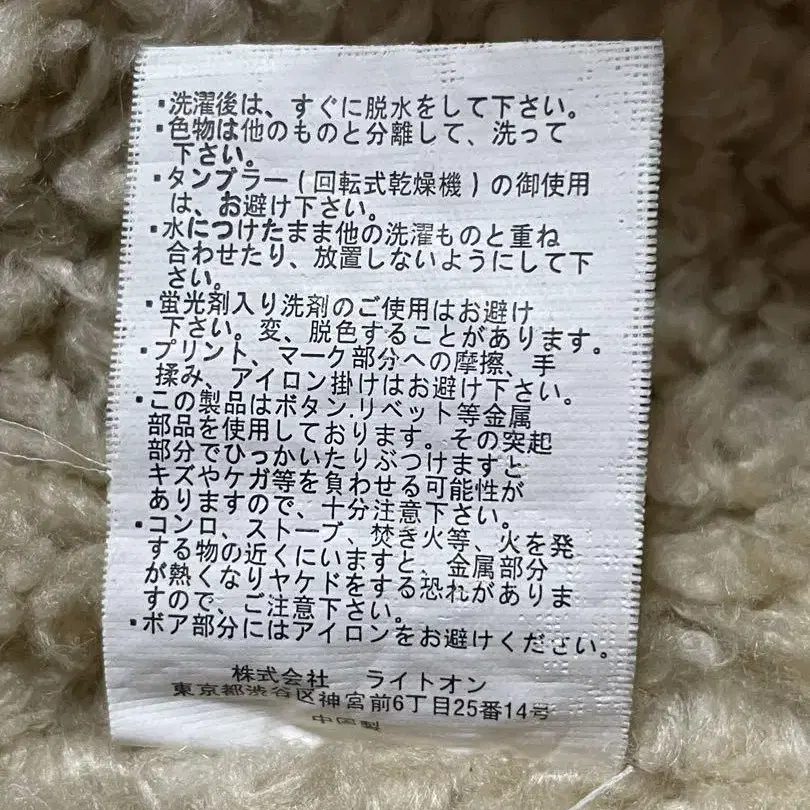 ・洗濯後は、すぐに脱水をして下さい。
・色物は他のものと分離して、洗って
下さい。
・タンブラー(回転式乾燥機)の御使用
は、お避け下さい。
・水につけたまま他の洗濯ものと重ね
合わせたり、放置しないようにして下
さい。
・蛍光剤入り洗剤のご使用はお避け
下さい。変、脱色することがあります。
・プリント、マーク部分への摩擦、手
揉み、アイロン掛けはお避け下さい。
・この製品はボタン.リベット等金属
部品を使用しております。その突起
部分でひっかいたりぶつけますと
キズやケガ等を負わせる可能性が
ありますので、十分注意下さい。
・コンロ、ストーブ、焚き火等、火を発
する物の近くにいますと、金属部分
が熱くなりヤケドをする恐れがありま
すので、ご注意下さい。
・ボア部分にはアイロンをお避けください。
株式会社　ライトオン
東京都渋谷区神宮前6丁目25番14号
中国製